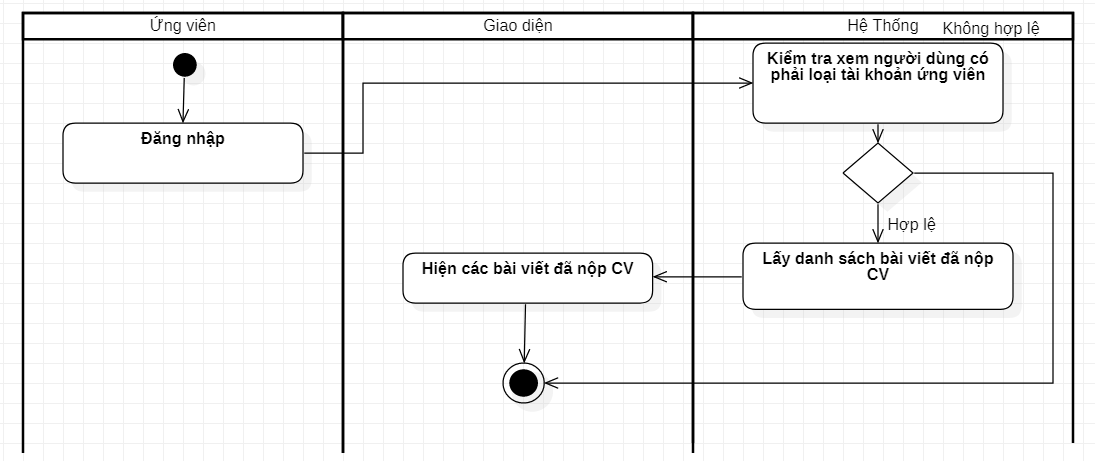 Ứng viên
Giao diện
Hệ Thống
Không hợp lệ
Kiểm tra xem người dùng có
phải loại tài khoản ứng viên
Đăng nhập
Hợp lệ
Hiện các bài viết đã nộp CV
Lấy danh sách bài viết đã nộp
CV